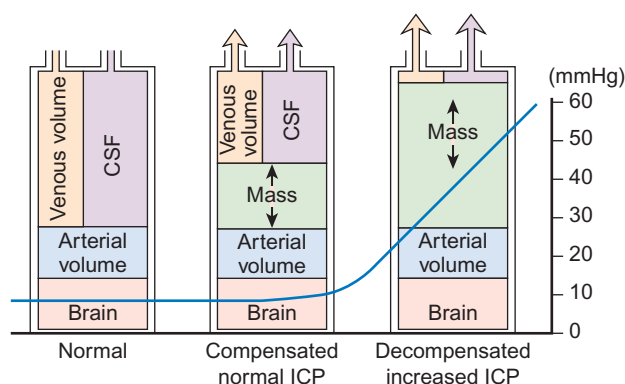 Venous volume
CSF
Arterial
volume
Brain
Normal
Venous
volume
CSF
Mass
Arterial
volume
Brain
Compensated
normal ICP
Mass
Arterial
volume
Brain
Decompensated
increased ICP
(mmHg)
60
50
40
30
20
10
0